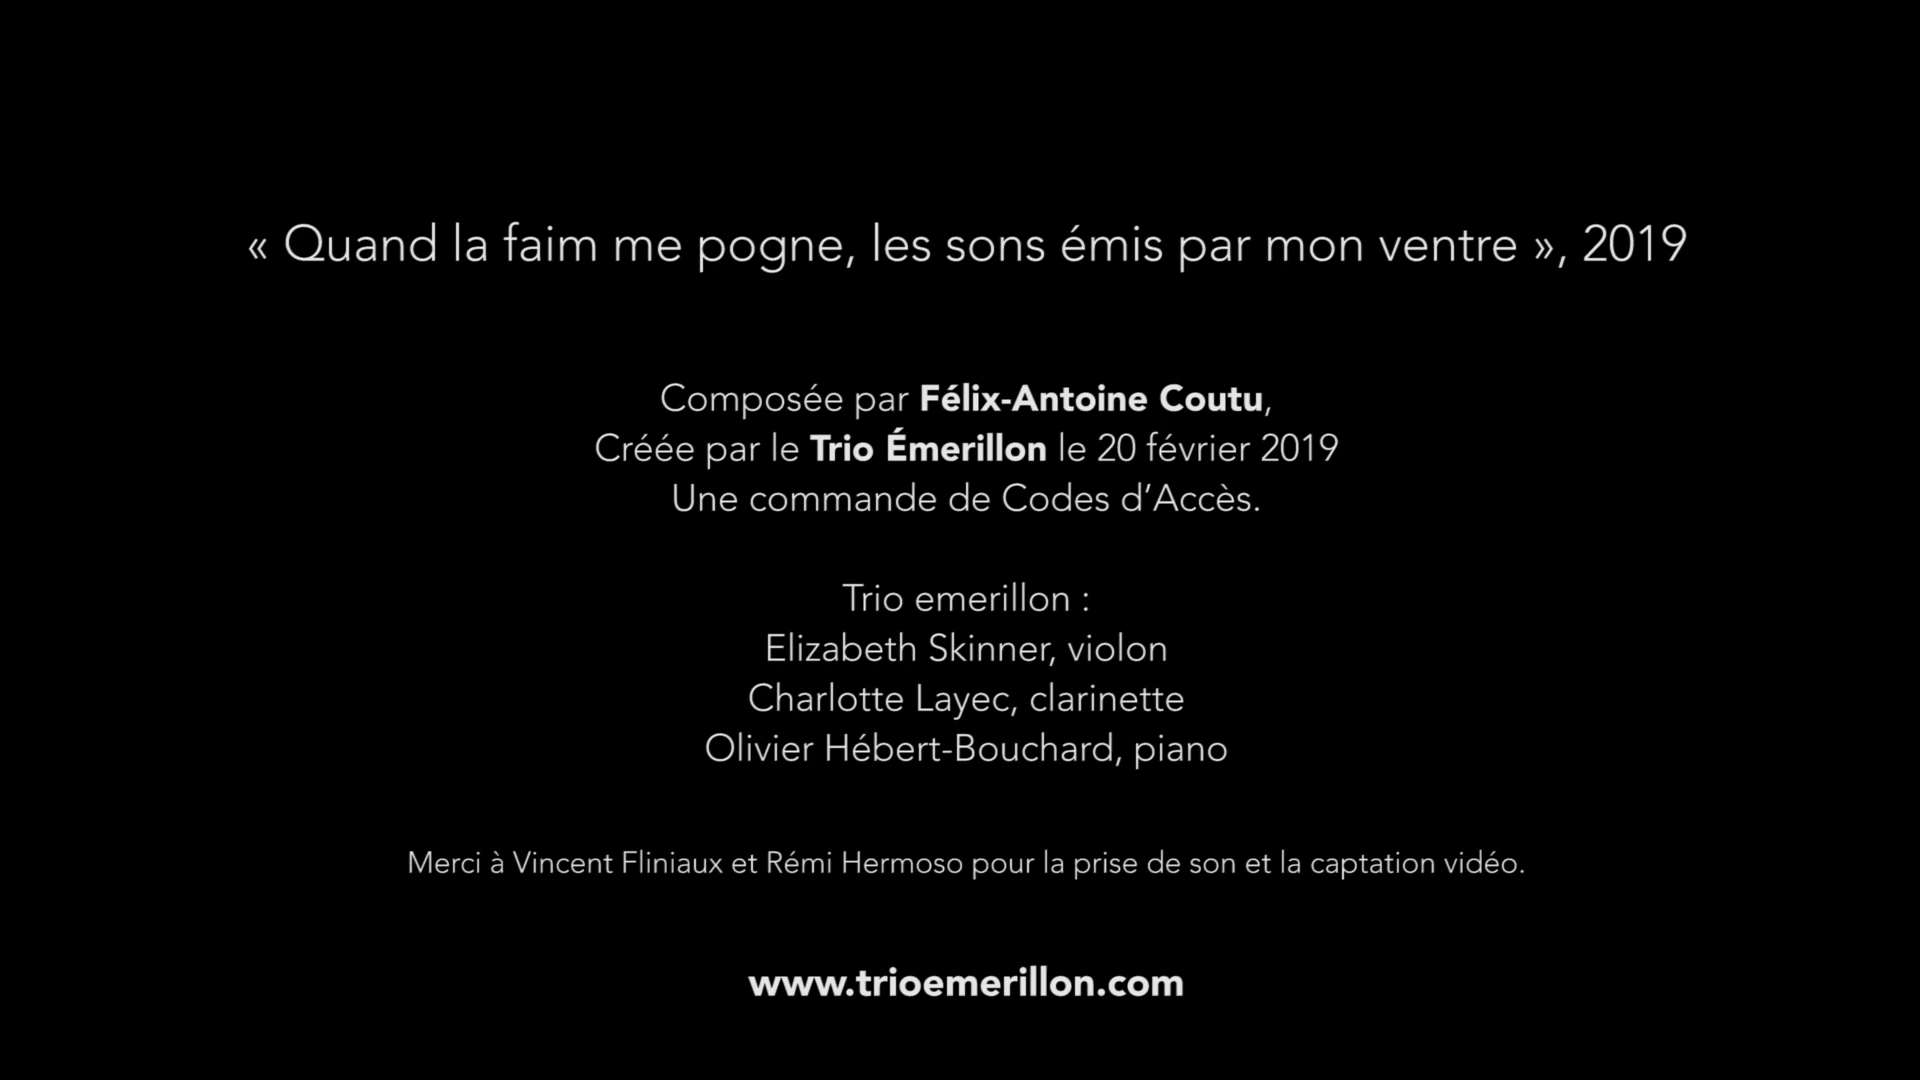 « Quand la faim me pogne, les sons émis par mon ventre », 2019
Composée par Félix-Antoine Coutu,
Créée par le Trio Émerillon le 20 février 2019
Une commande de Codes d’Accès.
Trio emerillon :
Elizabeth Skinner, violon
Charlotte Layec, clarinette
Olivier Hébert-Bouchard, piano
Merci à Vincent Fliniaux et Rémi Hermoso pour la prise de son et la captation vidéo.
www.trioemerillon.com